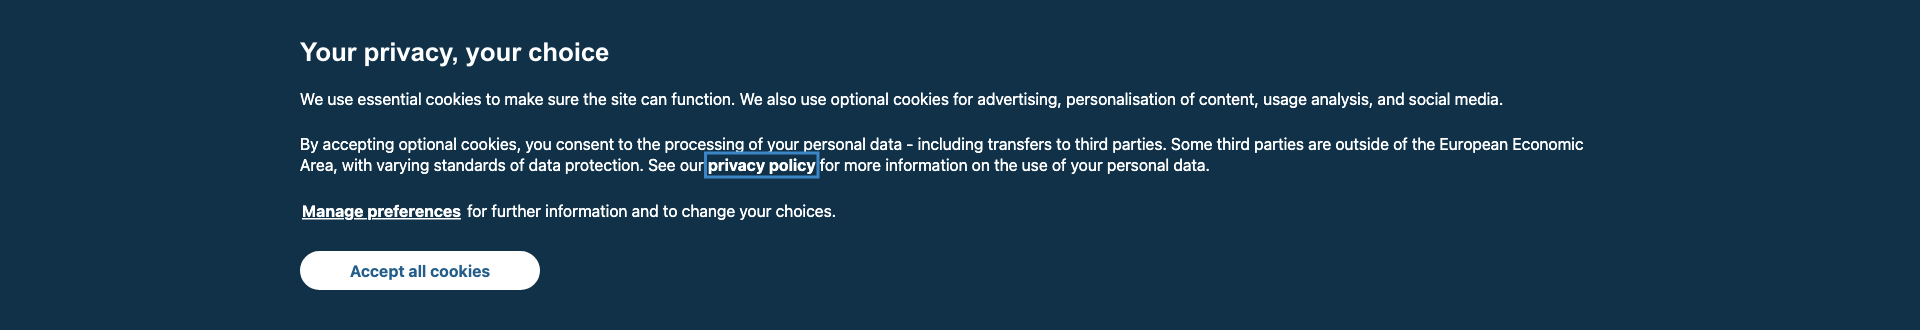 Your privacy, your choice
We use essential cookies to make sure the site can function. We also use optional cookies for advertising, personalisation of content, usage analysis, and social media.
By accepting optional cookies, you consent to the processing of your personal data - including transfers to third parties. Some third parties are outside of the European Economic
Area, with varying standards of data protection. See our privacy policy for more information on the use of your personal data.
Manage preferences for further information and to change your choices.
Accept all cookies